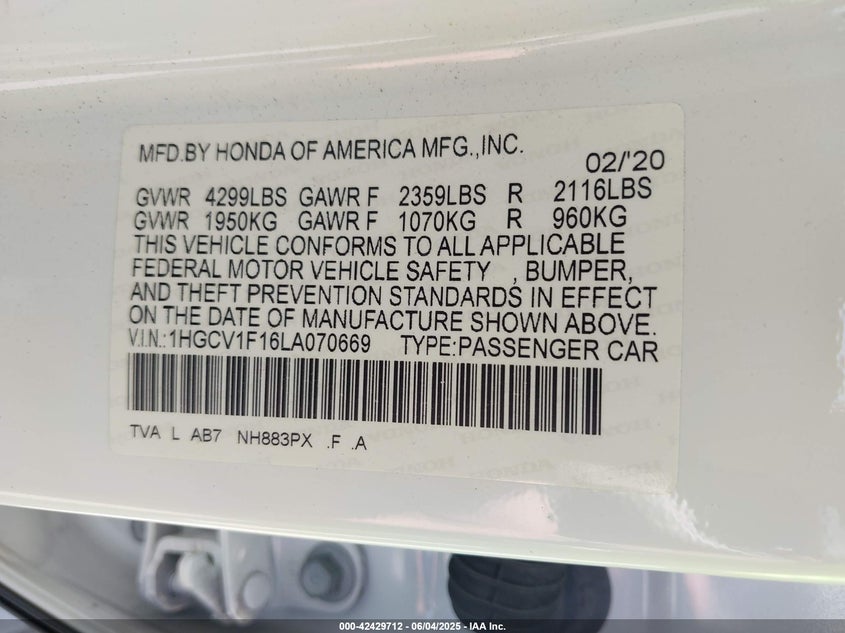 MFD.BY HONDA OF AMERICA MFG.,INC.
02/'20
GVWR 4299LBS GAWR F 2359LBS R 2116LBS
GVWR 1950KG GAWR F 1070KG R 960KG
THIS VEHICLE CONFORMS TO ALL APPLICABLE
FEDERAL MOTOR VEHICLE SAFETY , BUMPER,
AND THEFT PREVENTION STANDARDS IN EFFECT
ON THE DATE OF MANUFACTURE SHOWN ABOVE.
V.I.N.:1HGCV1F16LA070669 TYPE:PASSENGER CAR
TVA L AB7 NH883PX .F .A
000-42429712 - 06/04/2025 - IAA Inc.